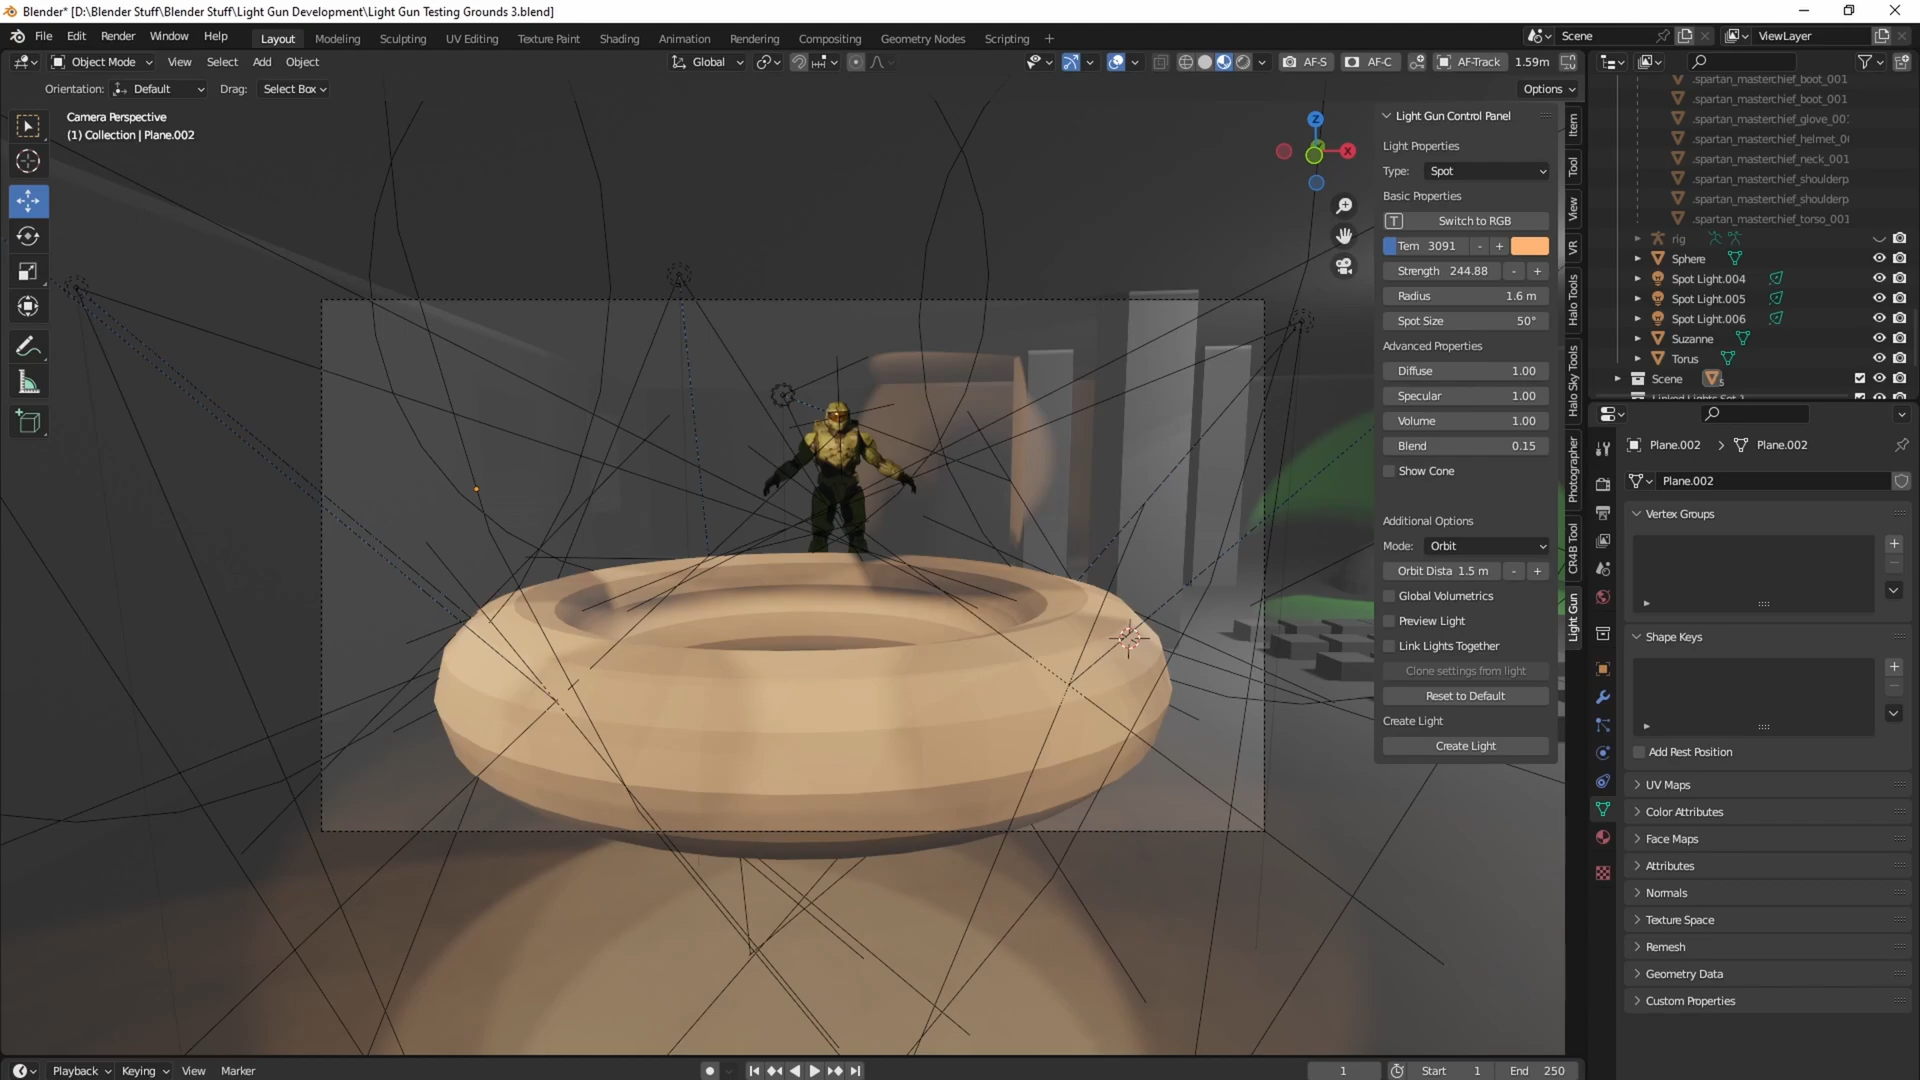 Blender* [D:\Blender Stuff\Blender Stuff\Light Gun Development\Light Gun Testing Grounds 3.blend]
File Edit Render Window Help Layout Modeling Sculpting UV Editing Texture Paint Shading Animation Rendering Compositing Geometry Nodes Scripting + Scene ViewLayer
Object Mode View Select Add Object Global AF-S AF-C AF-Track 1.59m
Orientation: Default Drag: Select Box Options
Camera Perspective
(1) Collection | Plane.002
Z
X
Light Gun Control Panel
Light Properties
Type: Spot
Basic Properties
T Switch to RGB
Tem 3091 - +
Strength 244.88 - +
Radius 1.6 m
Spot Size 50°
Advanced Properties
Diffuse 1.00
Specular 1.00
Volume 1.00
Blend 0.15
Show Cone
Additional Options
Mode: Orbit
Orbit Dista 1.5 m - +
Global Volumetrics
Preview Light
Link Lights Together
Clone settings from light
Reset to Default
Create Light
Create Light
Item
Tool
View
VR
Halo Tools
Halo Sky Tools
Photographer
CR4B Tool
Light Gun
.spartan_masterchief_boot_001
.spartan_masterchief_boot_001
.spartan_masterchief_glove_001
.spartan_masterchief_helmet_0
.spartan_masterchief_neck_001
.spartan_masterchief_shoulderp
.spartan_masterchief_shoulderp
.spartan_masterchief_torso_001
rig
Sphere
Spot Light.004
Spot Light.005
Spot Light.006
Suzanne
Torus
Scene 5
Plane.002 > Plane.002
Plane.002
Vertex Groups
Shape Keys
Add Rest Position
UV Maps
Color Attributes
Face Maps
Attributes
Normals
Texture Space
Remesh
Geometry Data
Custom Properties
Playback Keying View Marker 1 Start 1 End 250